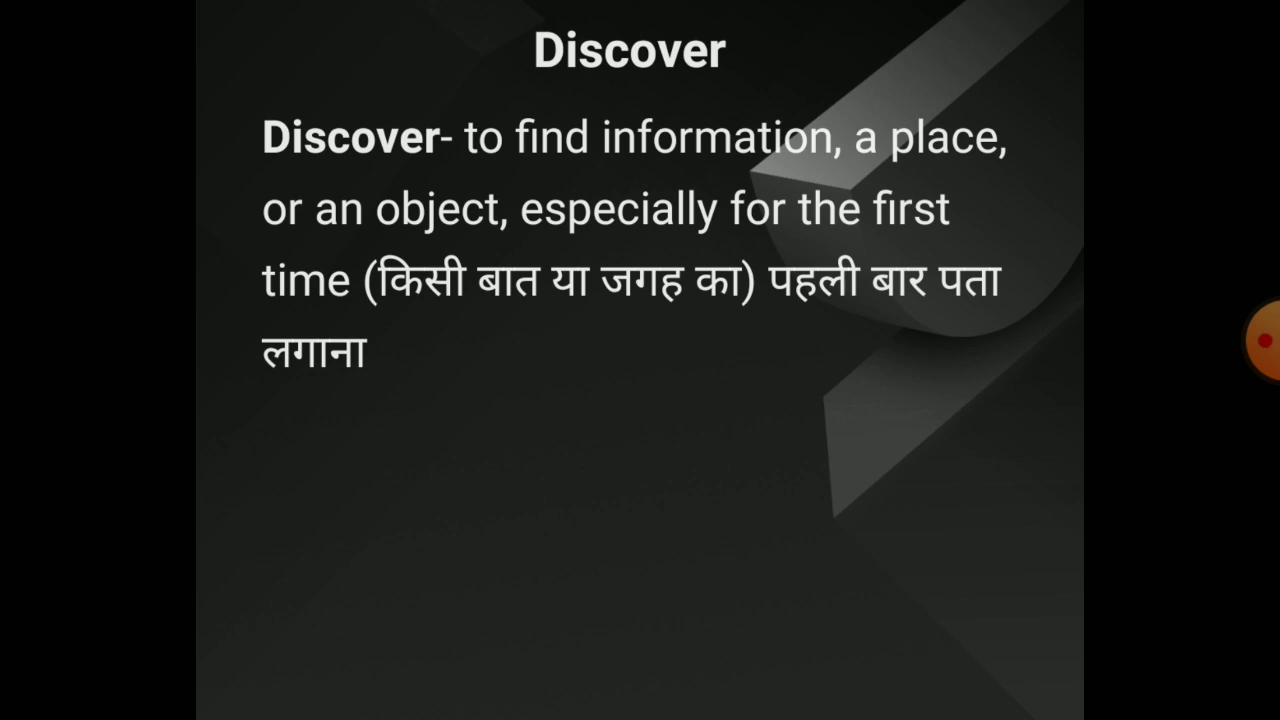 Discover
Discover- to find information, a place,
or an object, especially for the first
time (किसी बात या जगह का) पहली बार पता
लगाना